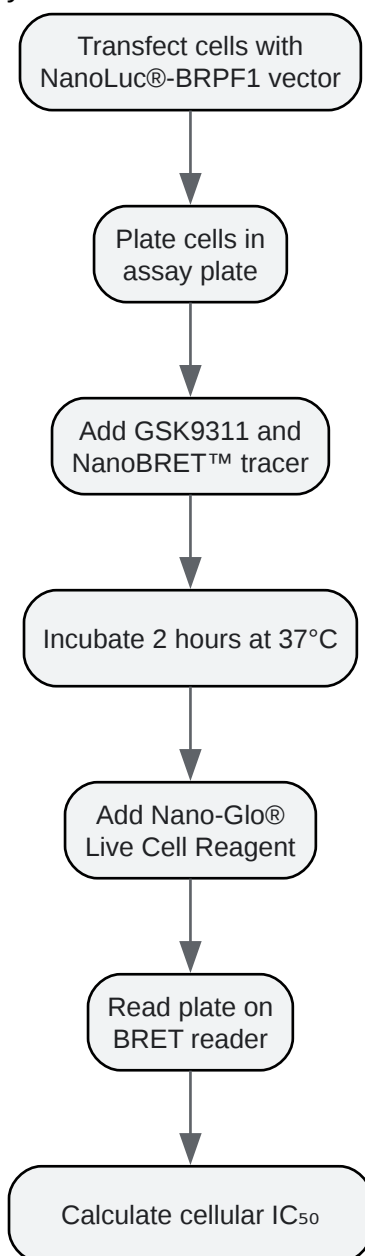 Transfect cells with
NanoLuc®-BRPF1 vector
Plate cells in
assay plate
Add GSK9311 and
NanoBRET™ tracer
Incubate 2 hours at 37°C
Add Nano-Glo®
Live Cell Reagent
Read plate on
BRET reader
Calculate cellular IC₅₀